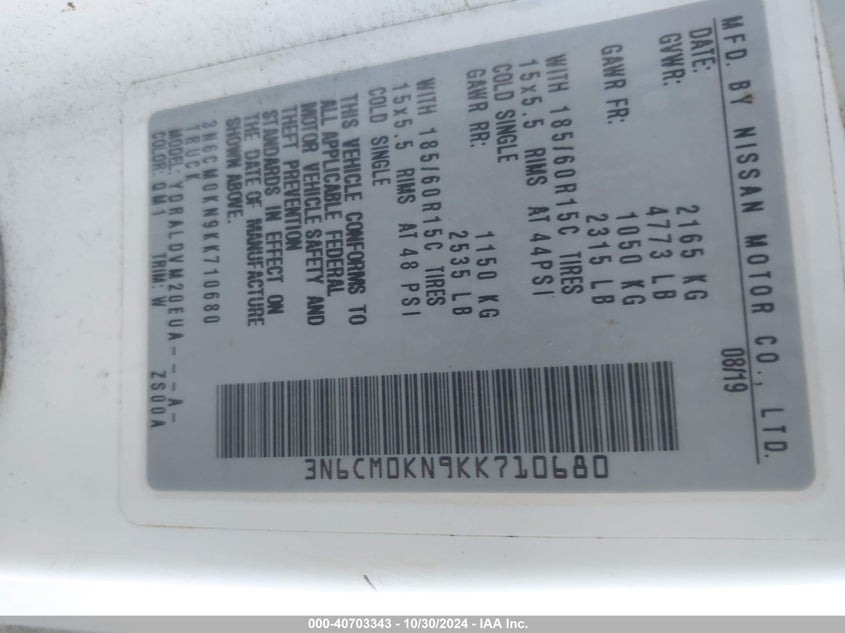 MFD. BY NISSAN MOTOR CO., LTD.
DATE: 08/19
GVWR: 2165 KG
4773 LB
GAWR FR: 1050 KG
2315 LB
WITH 185/60R15C TIRES
15x5.5 RIMS AT 44PSI
COLD SINGLE
GAWR RR: 1150 KG
2535 LB
WITH 185/60R15C TIRES
15x5.5 RIMS AT 48 PSI
COLD SINGLE
THIS VEHICLE CONFORMS TO
ALL APPLICABLE FEDERAL
MOTOR VEHICLE SAFETY AND
THEFT PREVENTION
STANDARDS IN EFFECT ON
THE DATE OF MANUFACTURE
SHOWN ABOVE.
3N6CM0KN9KK710680
TRUCK
MODEL: YDRALDVM20EUA---A-
COLOR: QM1 TRIM: W ZS00A
3N6CM0KN9KK710680
000-40703343 - 10/30/2024 - IAA Inc.